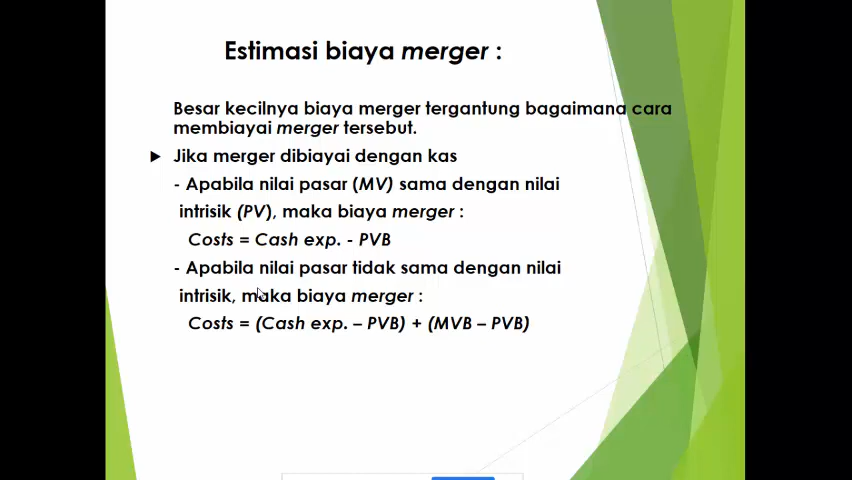 Estimasi biaya merger :
Besar kecilnya biaya merger tergantung bagaimana cara
membiayai merger tersebut.
Jika merger dibiayai dengan kas
- Apabila nilai pasar (MV) sama dengan nilai
intrisik (PV), maka biaya merger :
Costs = Cash exp. - PVB
- Apabila nilai pasar tidak sama dengan nilai
intrisik, maka biaya merger :
Costs = (Cash exp. – PVB) + (MVB – PVB)